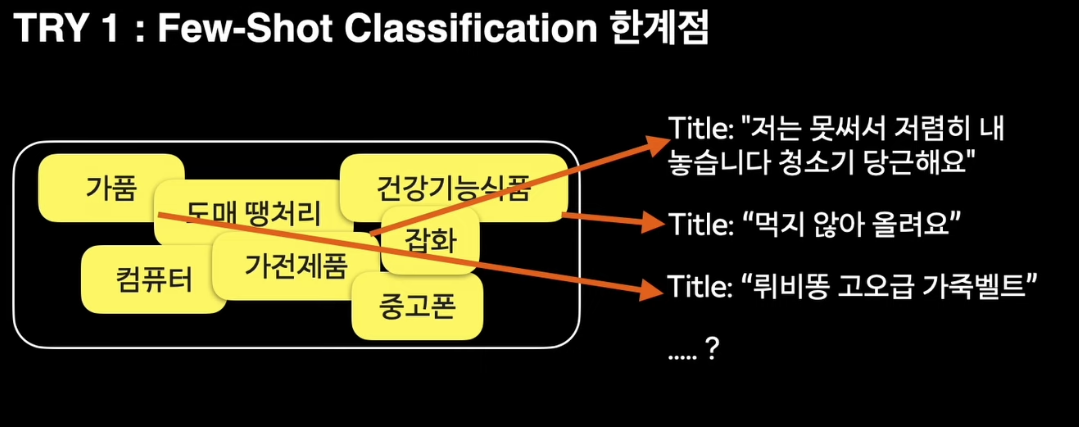 TRY 1 : Few-Shot Classification 한계점
가품
도매 땡처리
건강기능식품
잡화
컴퓨터
가전제품
중고폰
Title: "저는 못써서 저렴히 내
놓습니다 청소기 당근해요"
Title: “먹지 않아 올려요”
Title: “뤼비똥 고오급 가죽벨트”
..... ?